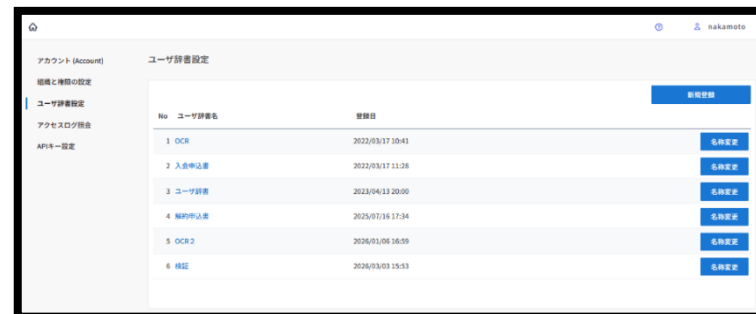 nakamoto
アカウント (Account)
組織と権限の設定
ユーザ辞書設定
アクセスログ照会
APIキー設定
ユーザ辞書設定
新規登録
No ユーザ辞書名 登録日
1 OCR 2022/03/17 10:41 名称変更
2 入会申込書 2022/03/17 11:28 名称変更
3 ユーザ辞書 2023/04/13 20:00 名称変更
4 解約申込書 2025/07/16 17:34 名称変更
5 OCR 2 2026/01/06 16:59 名称変更
6 検証 2026/03/03 15:53 名称変更